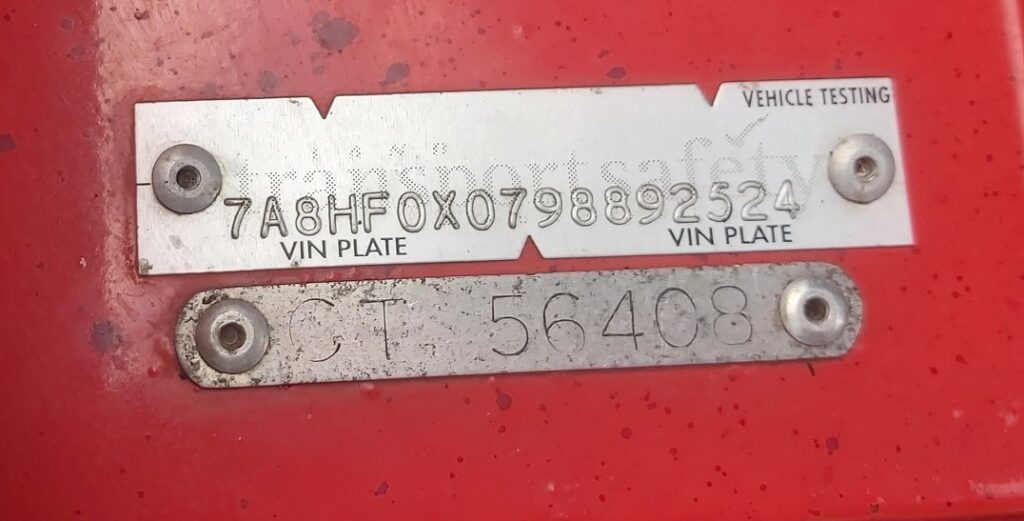 VEHICLE TESTING
transportsafety
7A8HF0X0798892524
VIN PLATE VIN PLATE
CT 56408